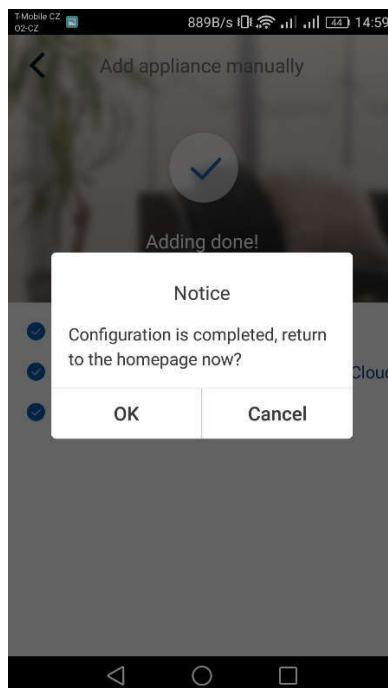 T-Mobile CZ
O2-CZ
889B/s 44 14:59
Add appliance manually
Adding done!
Notice
Configuration is completed, return
to the homepage now?
Cloud
OK Cancel